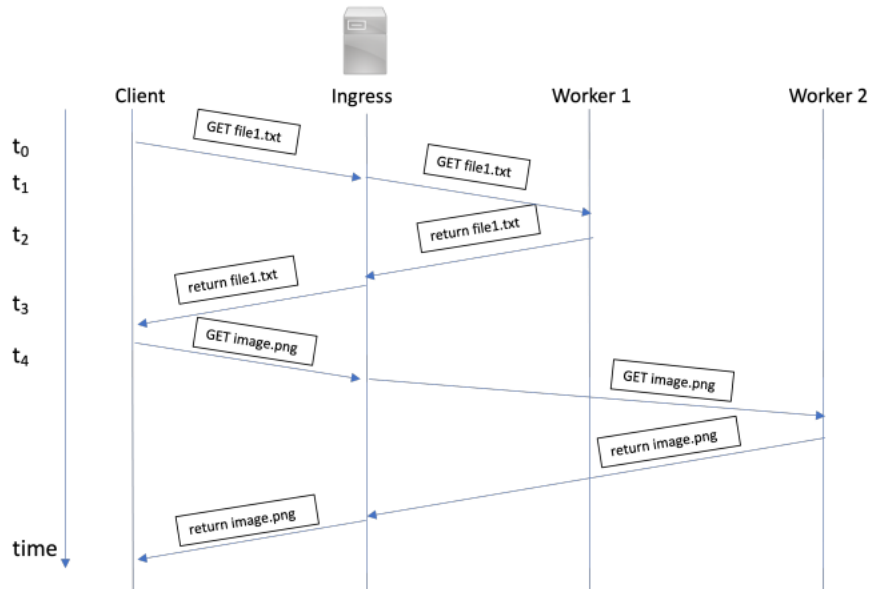 Client
Ingress
Worker 1
Worker 2
GET file1.txt
t0
GET file1.txt
t1
return file1.txt
t2
return file1.txt
t3
GET image.png
t4
GET image.png
return image.png
return image.png
time